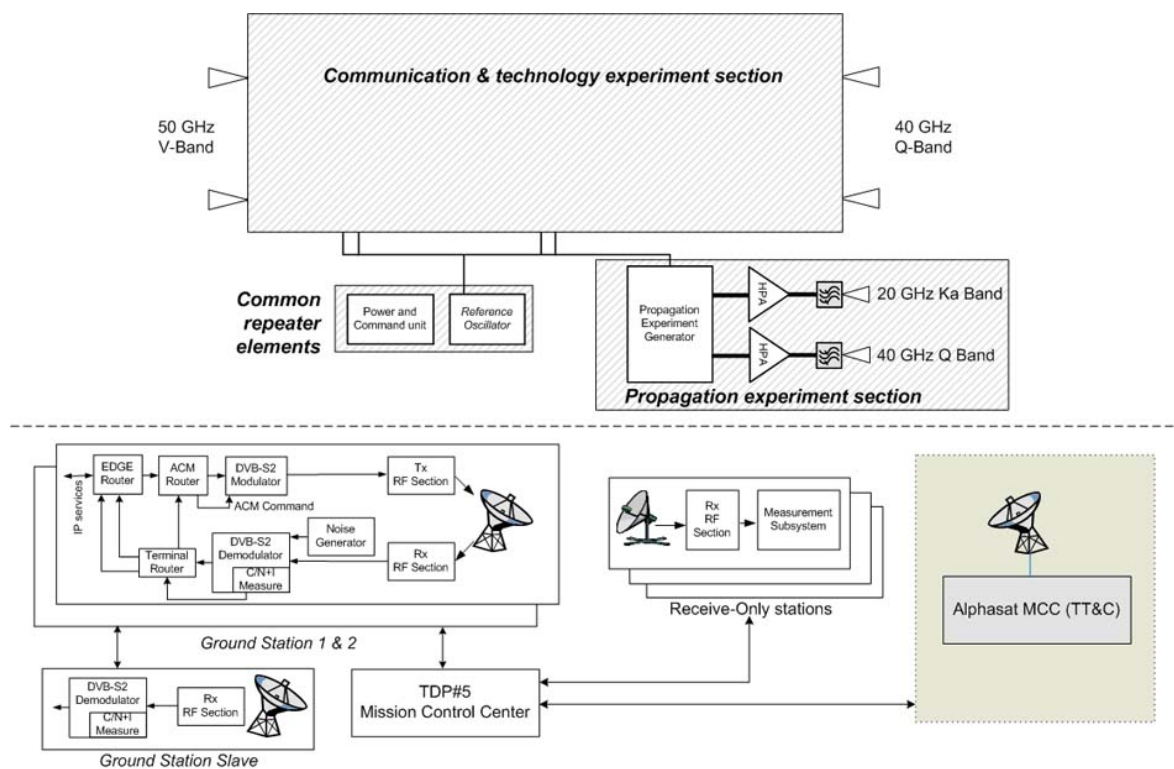 Communication & technology experiment section
50 GHz
V-Band
40 GHz
Q-Band
Common
repeater
elements
Power and
Command unit
Reference
Oscillator
Propagation
Experiment
Generator
HPA
20 GHz Ka Band
HPA
40 GHz Q Band
Propagation experiment section
IP services
EDGE
Router
ACM
Router
DVB-S2
Modulator
ACM Command
Tx
RF Section
Noise
Generator
Terminal
Router
DVB-S2
Demodulator
C/N+I
Measure
Rx
RF Section
Ground Station 1 & 2
Rx
RF
Section
Measurement
Subsystem
Receive-Only stations
Alphasat MCC (TT&C)
DVB-S2
Demodulator
C/N+I
Measure
Rx
RF Section
Ground Station Slave
TDP#5
Mission Control Center